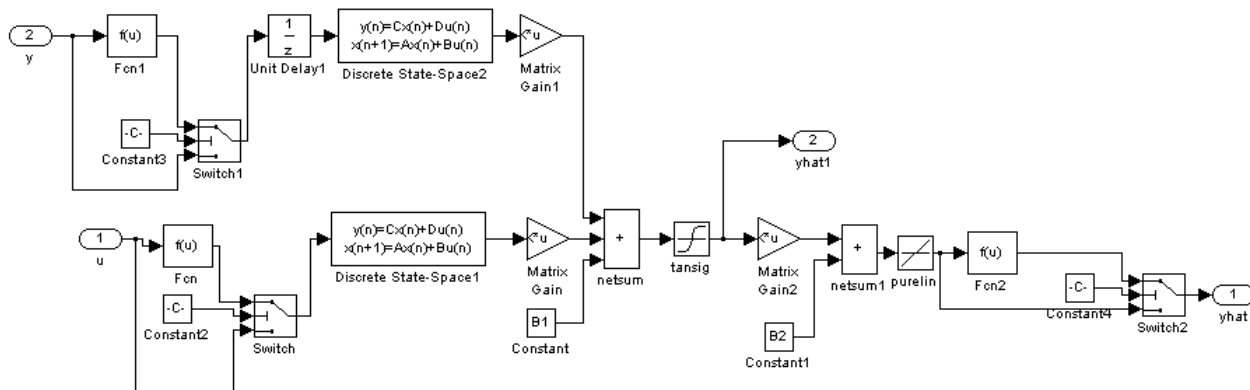 2
y
f(u)
Fcn1
1
z
Unit Delay1
y(n)=Cx(n)+Du(n)
x(n+1)=Ax(n)+Bu(n)
Discrete State-Space2
u
Matrix
Gain1
-C-
Constant3
Switch1
2
yhat1
1
u
f(u)
Fcn
-C-
Constant2
Switch
y(n)=Cx(n)+Du(n)
x(n+1)=Ax(n)+Bu(n)
Discrete State-Space1
u
Matrix
Gain
B1
Constant
+
netsum
tansig
u
Matrix
Gain2
B2
Constant1
+
netsum1
purelin
f(u)
Fcn2
-C-
Constant4
Switch2
1
yhat